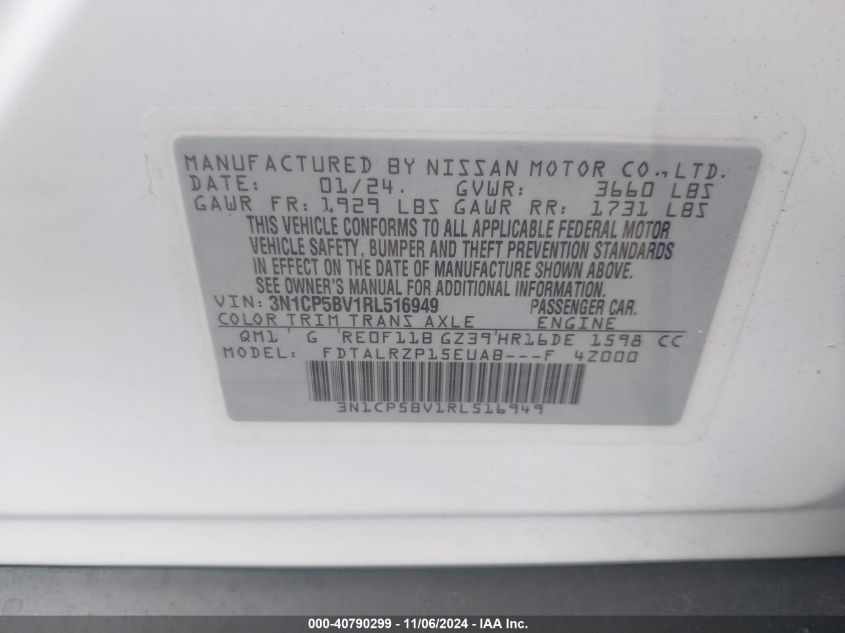 MANUFACTURED BY NISSAN MOTOR CO., LTD.
DATE: 01/24. GVWR: 3660 LBS
GAWR FR: 1929 LBS GAWR RR: 1731 LBS
THIS VEHICLE CONFORMS TO ALL APPLICABLE FEDERAL MOTOR
VEHICLE SAFETY, BUMPER AND THEFT PREVENTION STANDARDS
IN EFFECT ON THE DATE OF MANUFACTURE SHOWN ABOVE.
SEE OWNER'S MANUAL FOR ADDITIONAL INFORMATION.
VIN: 3N1CP5BV1RL516949 PASSENGER CAR.
COLOR TRIM TRANS AXLE ENGINE
QM1 ' G 'RE0F11B GZ39'HR16DE 1598 CC
MODEL: FDTALRZP15EUA8---F 4Z000
3N1CP5BV1RL516949
000-40790299 • 11/06/2024 - IAA Inc.